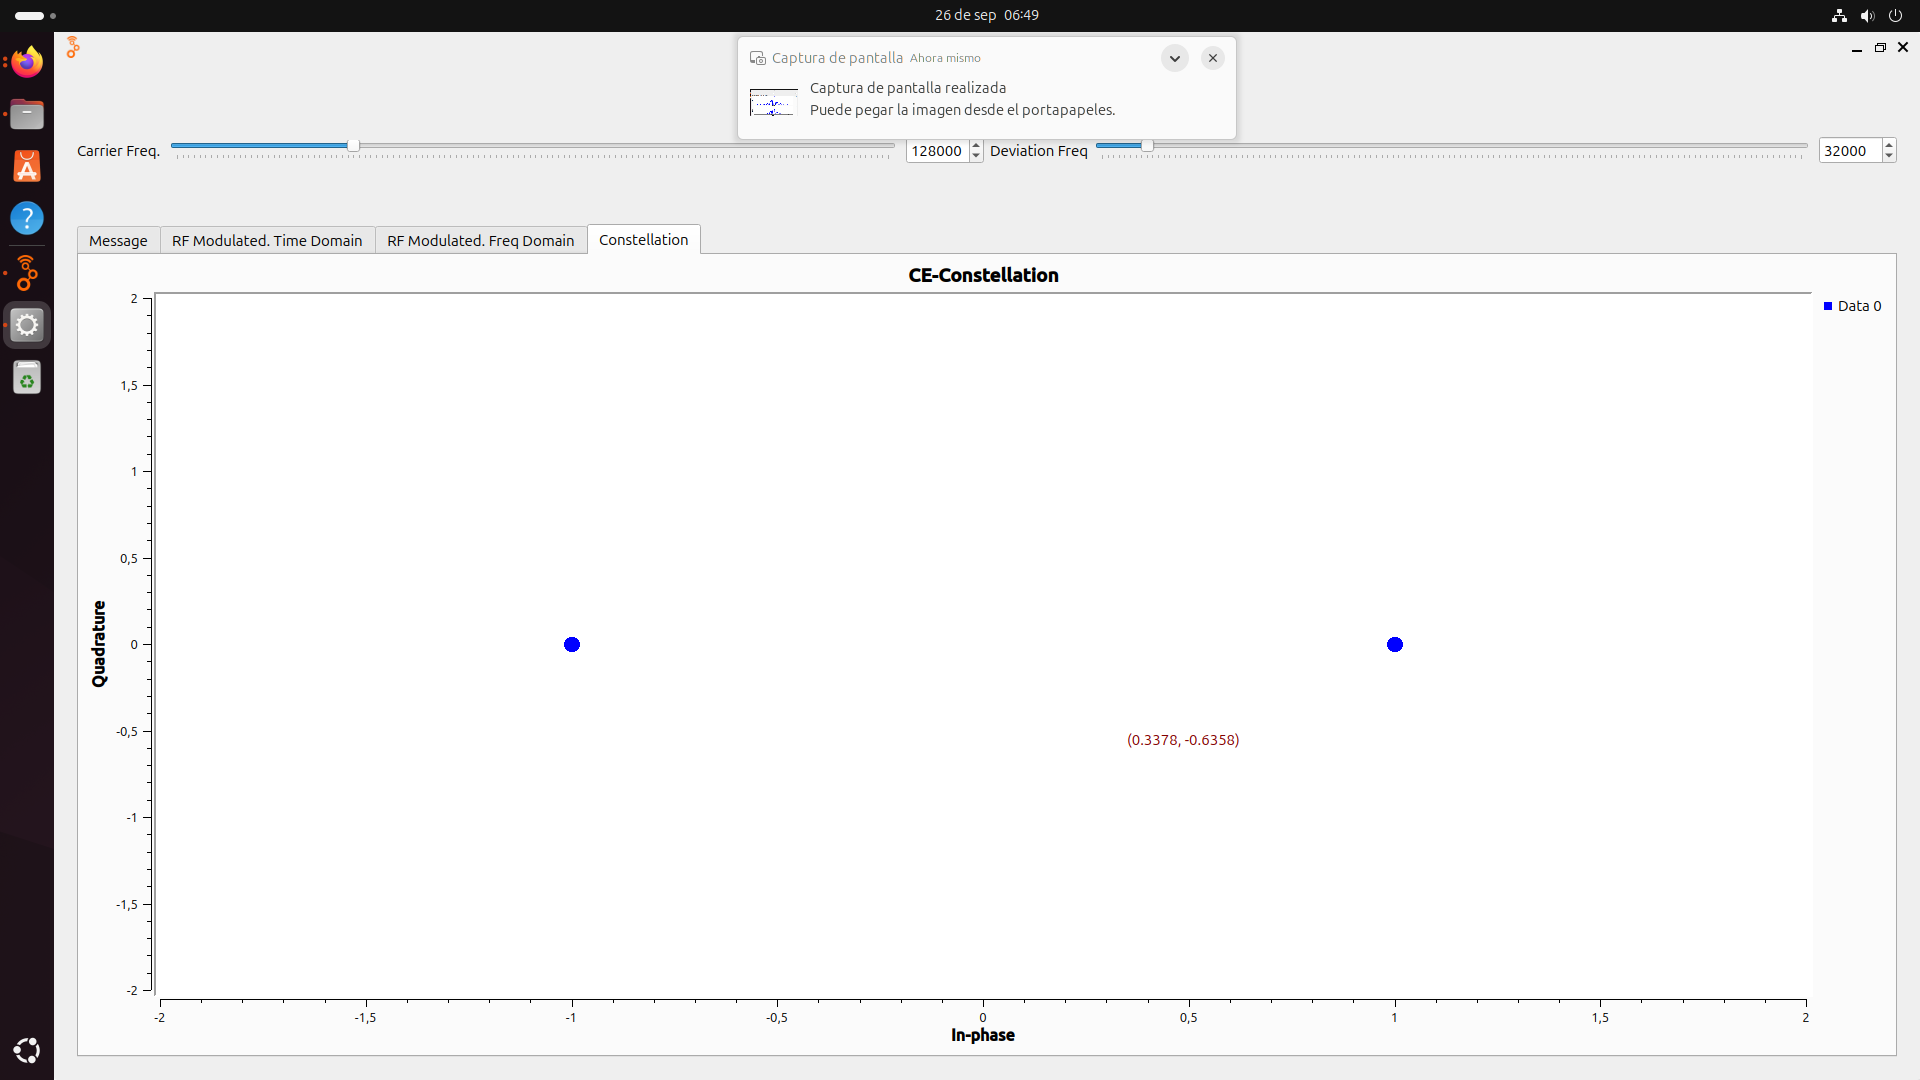 26 de sep 06:49
Captura de pantalla Ahora mismo
Captura de pantalla realizada
Puede pegar la imagen desde el portapapeles.
Carrier Freq. 128000 Deviation Freq 32000
Message RF Modulated. Time Domain RF Modulated. Freq Domain Constellation
CE-Constellation
Data 0
2
1,5
1
0,5
0
-0,5
-1
-1,5
-2
Quadrature
(0.3378, -0.6358)
-2 -1,5 -1 -0,5 0 0,5 1 1,5 2
In-phase